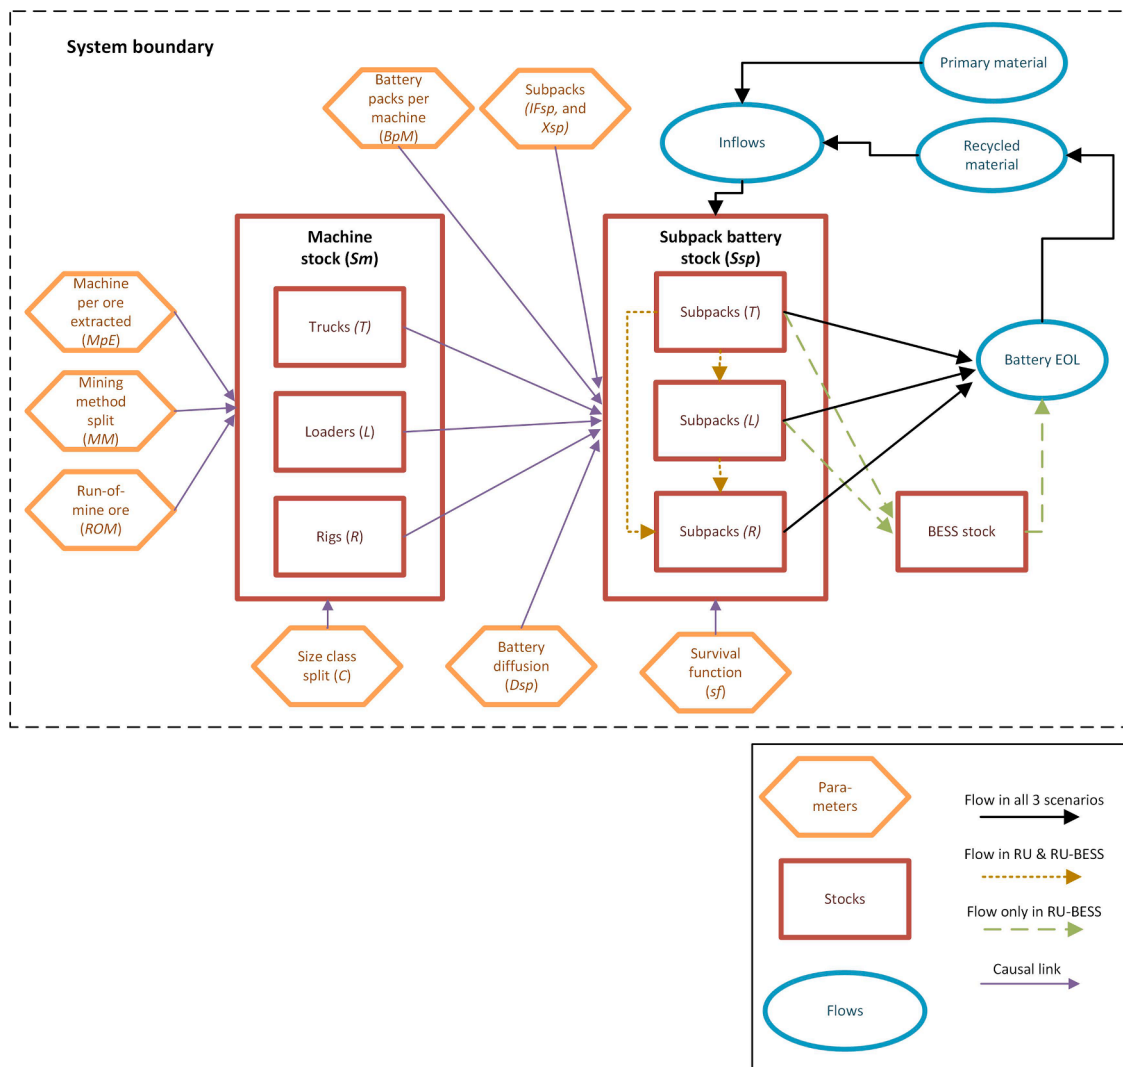 System boundary
Battery
packs per
machine
(BpM)
Subpacks
(IFsp, and
Xsp)
Primary material
Inflows
Recycled
material
Machine
stock (Sm)
Subpack battery
stock (Ssp)
Machine
per ore
extracted
(MpE)
Trucks (T)
Subpacks (T)
Battery EOL
Mining
method
split
(MM)
Loaders (L)
Subpacks (L)
Run-of-
mine ore
(ROM)
Rigs (R)
Subpacks (R)
BESS stock
Size class
split (C)
Battery
diffusion
(Dsp)
Survival
function
(sf)
Para-
meters
Flow in all 3 scenarios
Flow in RU & RU-BESS
Stocks
Flow only in RU-BESS
Causal link
Flows